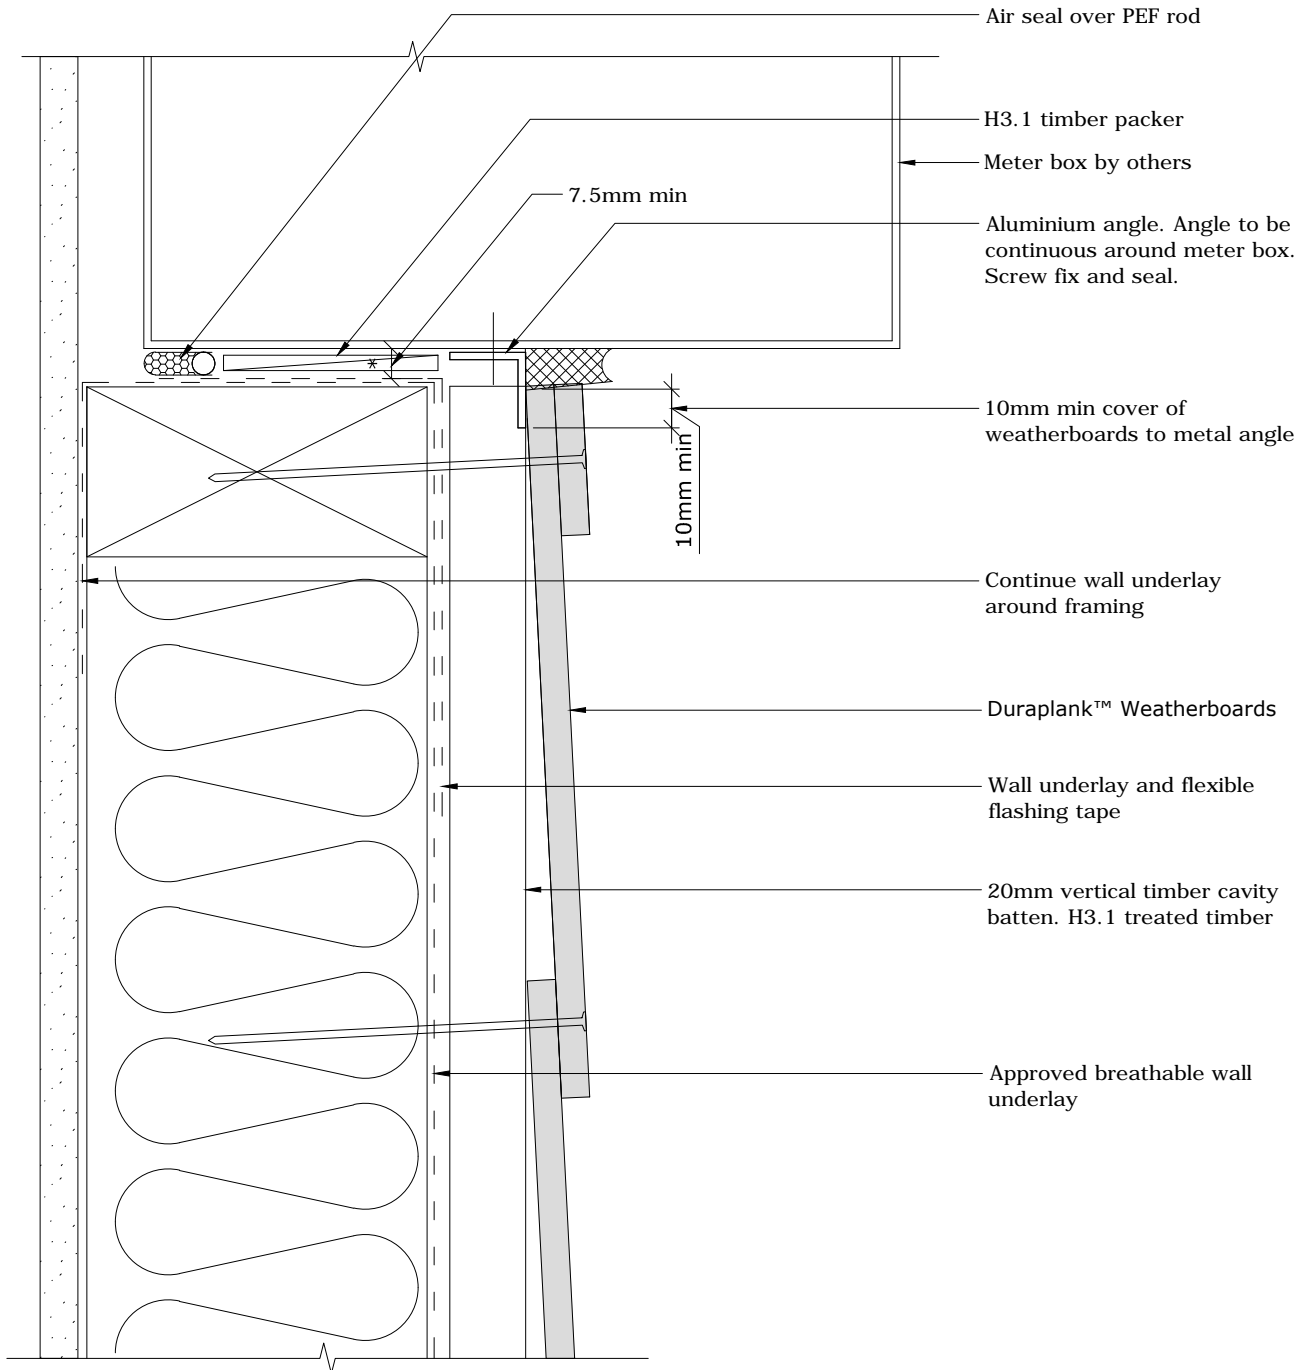 Air seal over PEF rod
H3.1 timber packer
Meter box by others
7.5mm min
Aluminium angle. Angle to be
continuous around meter box.
Screw fix and seal.
10mm min cover of
weatherboards to metal angle
10mm min
Continue wall underlay
around framing
Duraplank™ Weatherboards
Wall underlay and flexible
flashing tape
20mm vertical timber cavity
batten. H3.1 treated timber
Approved breathable wall
underlay